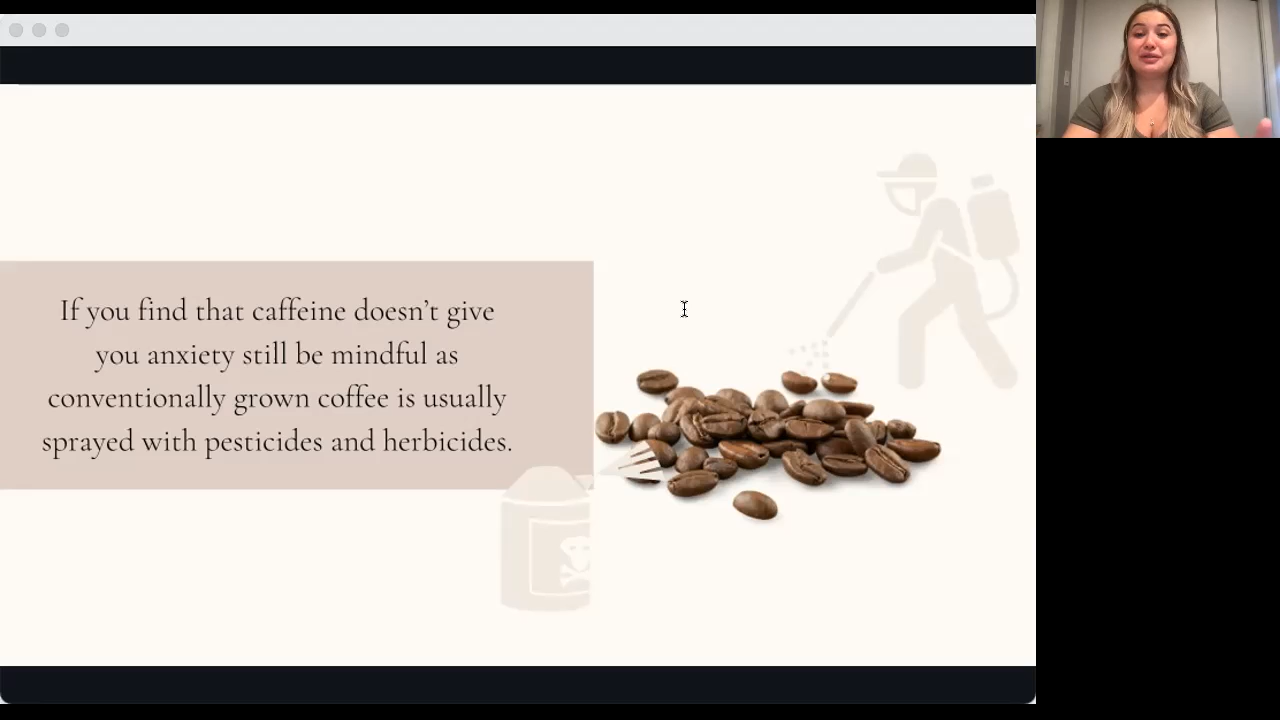 If you find that caffeine doesn’t give
you anxiety still be mindful as
conventionally grown coffee is usually
sprayed with pesticides and herbicides.